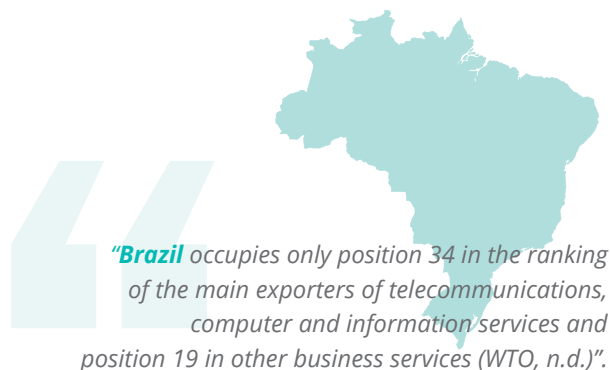 “Brazil occupies only position 34 in the ranking
of the main exporters of telecommunications,
computer and information services and
position 19 in other business services (WTO, n.d.)”.